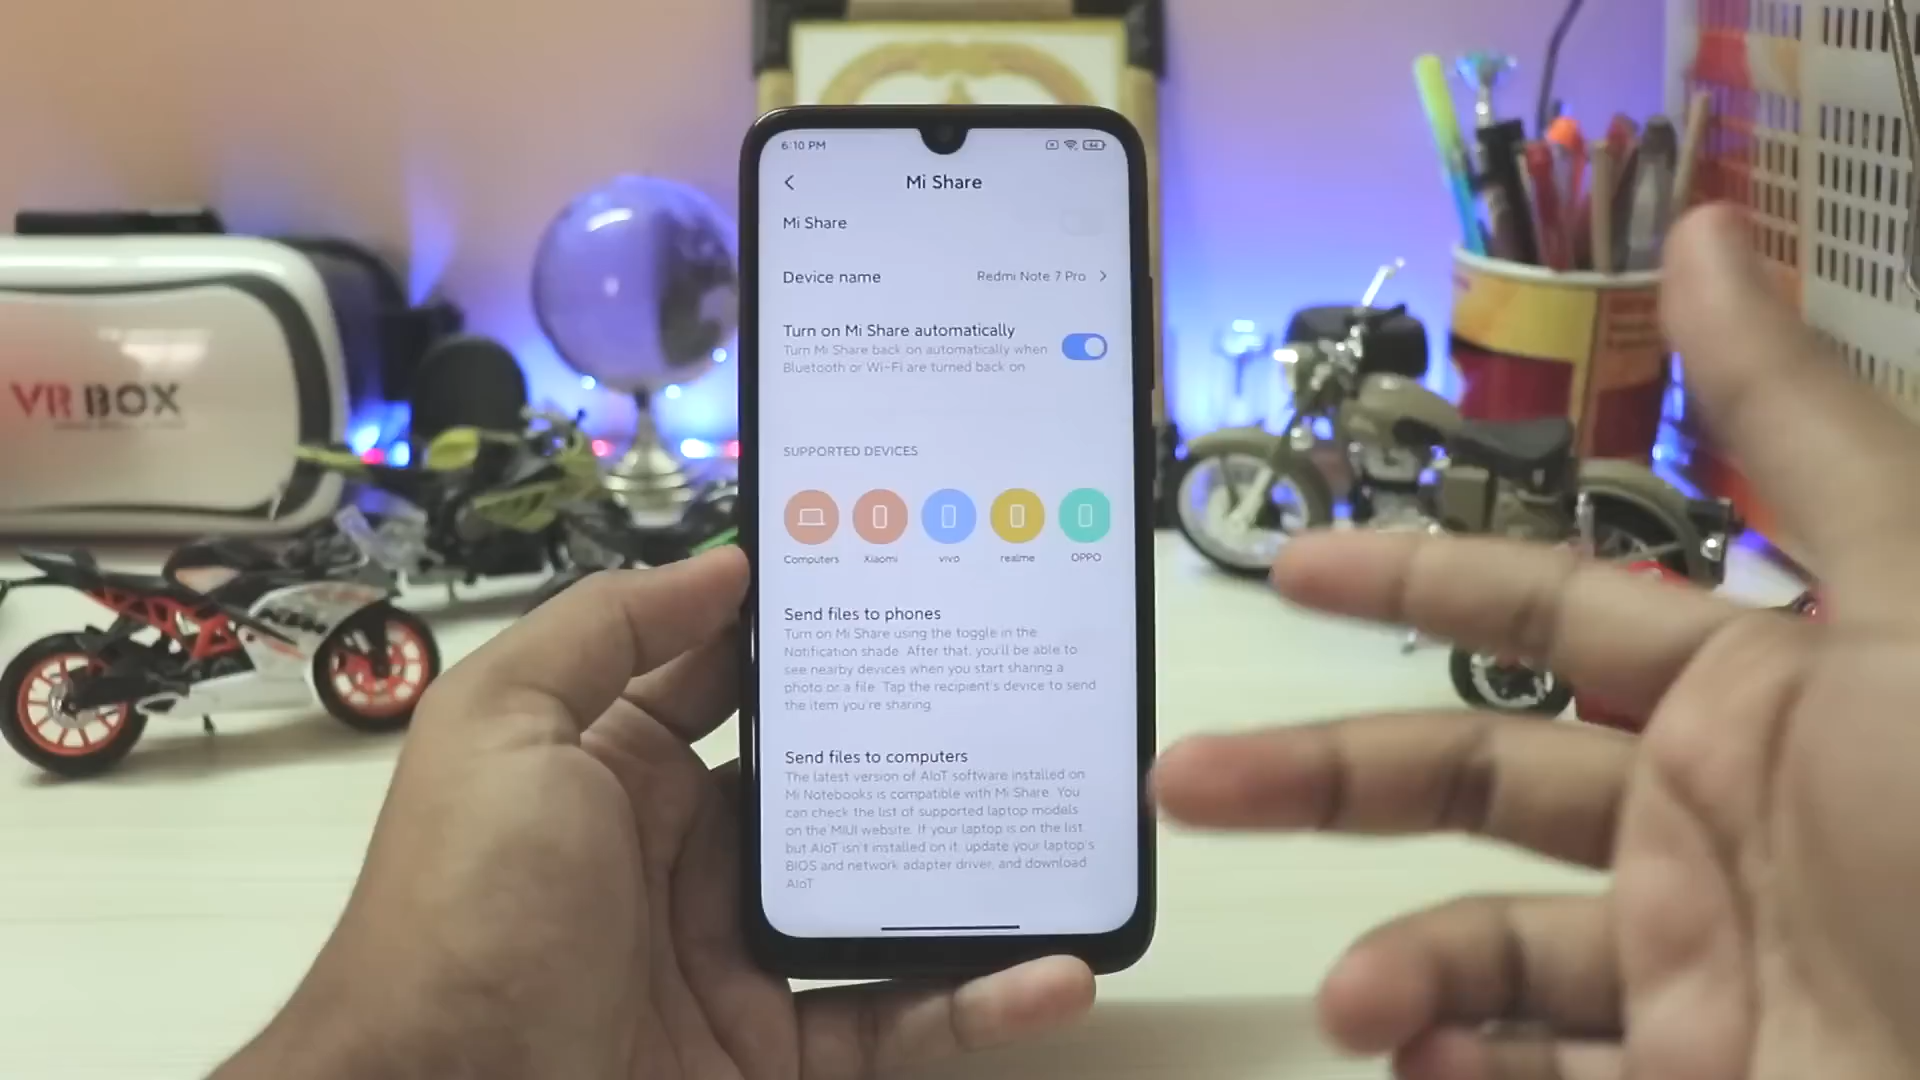 6:10 PM
Mi Share
Mi Share
Device name
Redmi Note 7 Pro
Turn on Mi Share automatically
Turn Mi Share back on automatically when
Bluetooth or Wi-Fi are turned back on
SUPPORTED DEVICES
Computers
Xiaomi
vivo
realme
OPPO
Send files to phones
Turn on Mi Share using the toggle in the
Notification shade. After that, you'll be able to
see nearby devices when you start sharing a
photo or a file. Tap the recipient's device to send
the item you're sharing.
Send files to computers
The latest version of AIoT software installed on
Mi Notebooks is compatible with Mi Share. You
can check the list of supported laptop models
on the MIUI website. If your laptop is on the list,
but AIoT isn't installed on it, update your laptop's
BIOS and network adapter driver, and download
AIoT
VR BOX
KTM